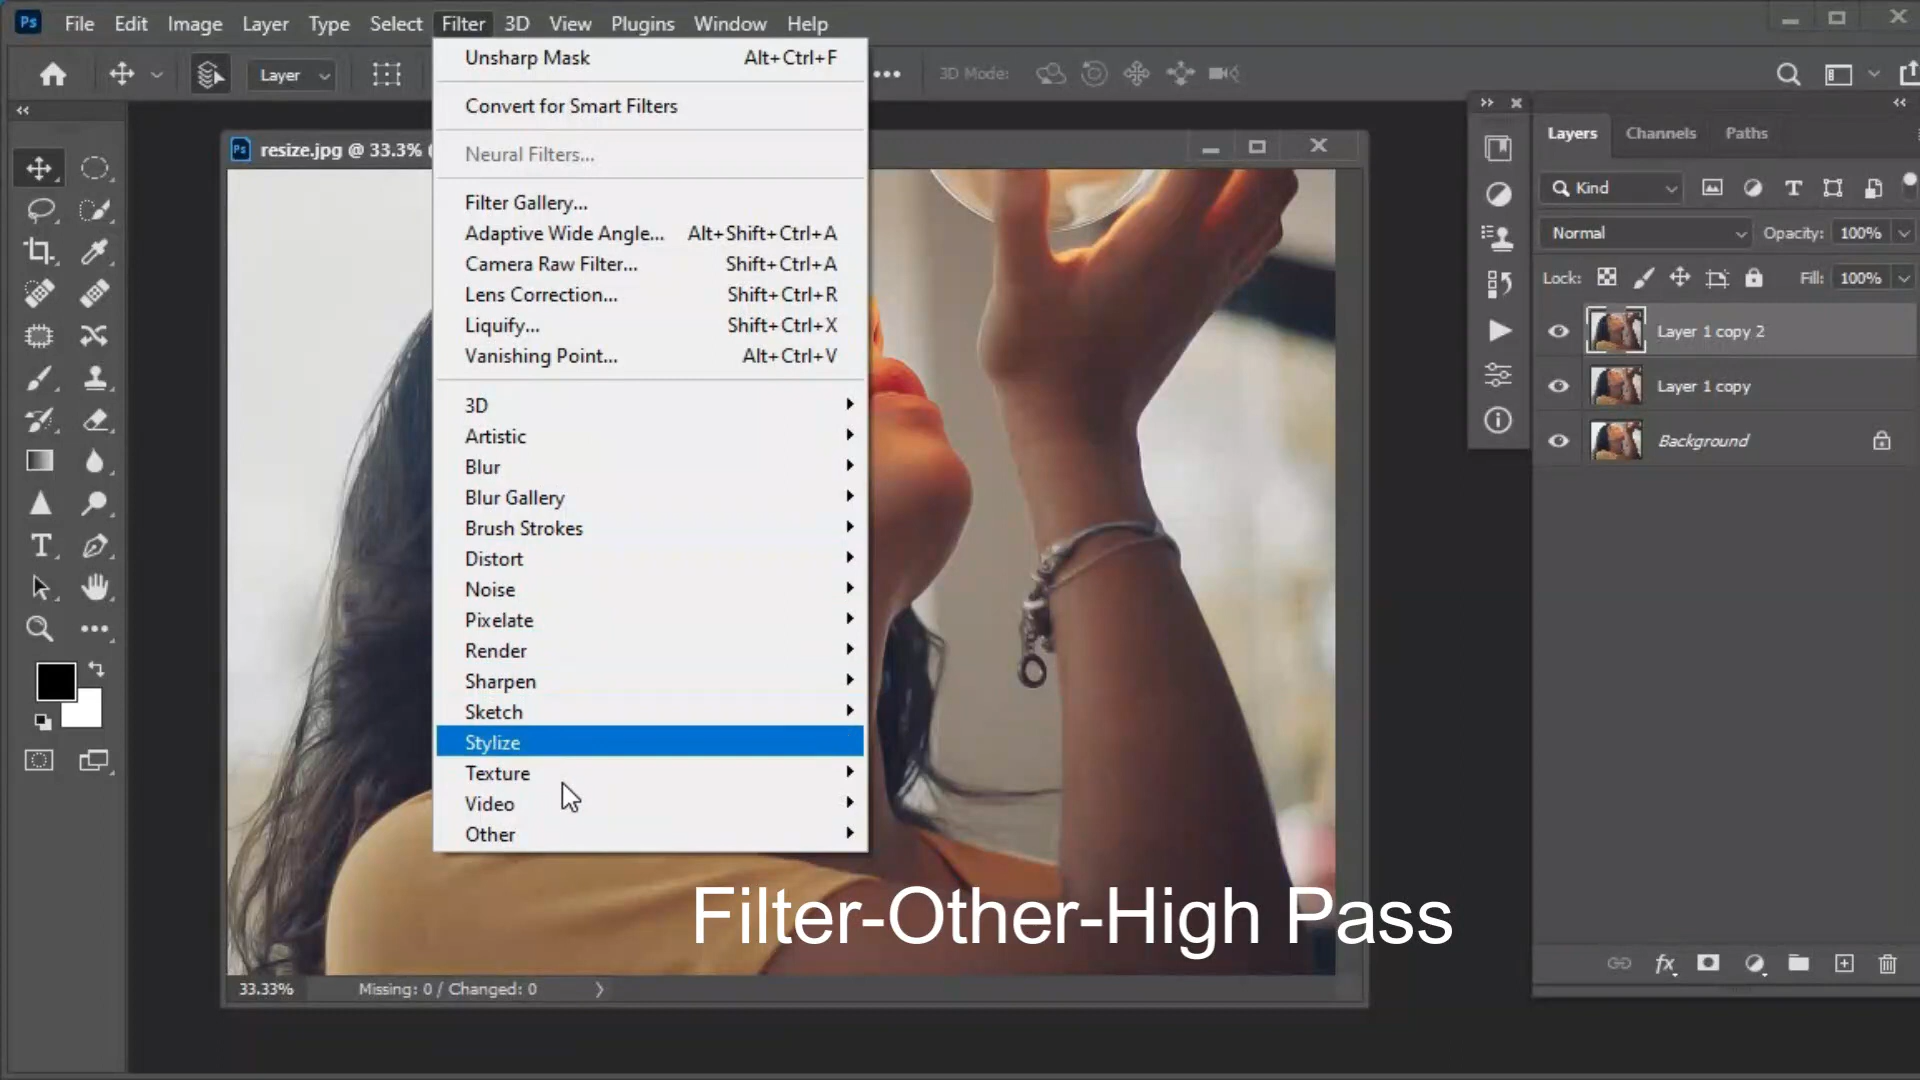 Ps File Edit Image Layer Type Select Filter 3D View Plugins Window Help
Layer
3D Mode:
resize.jpg @ 33.3% (
Unsharp Mask Alt+Ctrl+F
Convert for Smart Filters
Neural Filters...
Filter Gallery...
Adaptive Wide Angle... Alt+Shift+Ctrl+A
Camera Raw Filter... Shift+Ctrl+A
Lens Correction... Shift+Ctrl+R
Liquify... Shift+Ctrl+X
Vanishing Point... Alt+Ctrl+V
3D
Artistic
Blur
Blur Gallery
Brush Strokes
Distort
Noise
Pixelate
Render
Sharpen
Sketch
Stylize
Texture
Video
Other
Layers Channels Paths
Kind
Normal Opacity: 100%
Lock: Fill: 100%
Layer 1 copy 2
Layer 1 copy
Background
Filter-Other-High Pass
33.33% Missing: 0 / Changed: 0